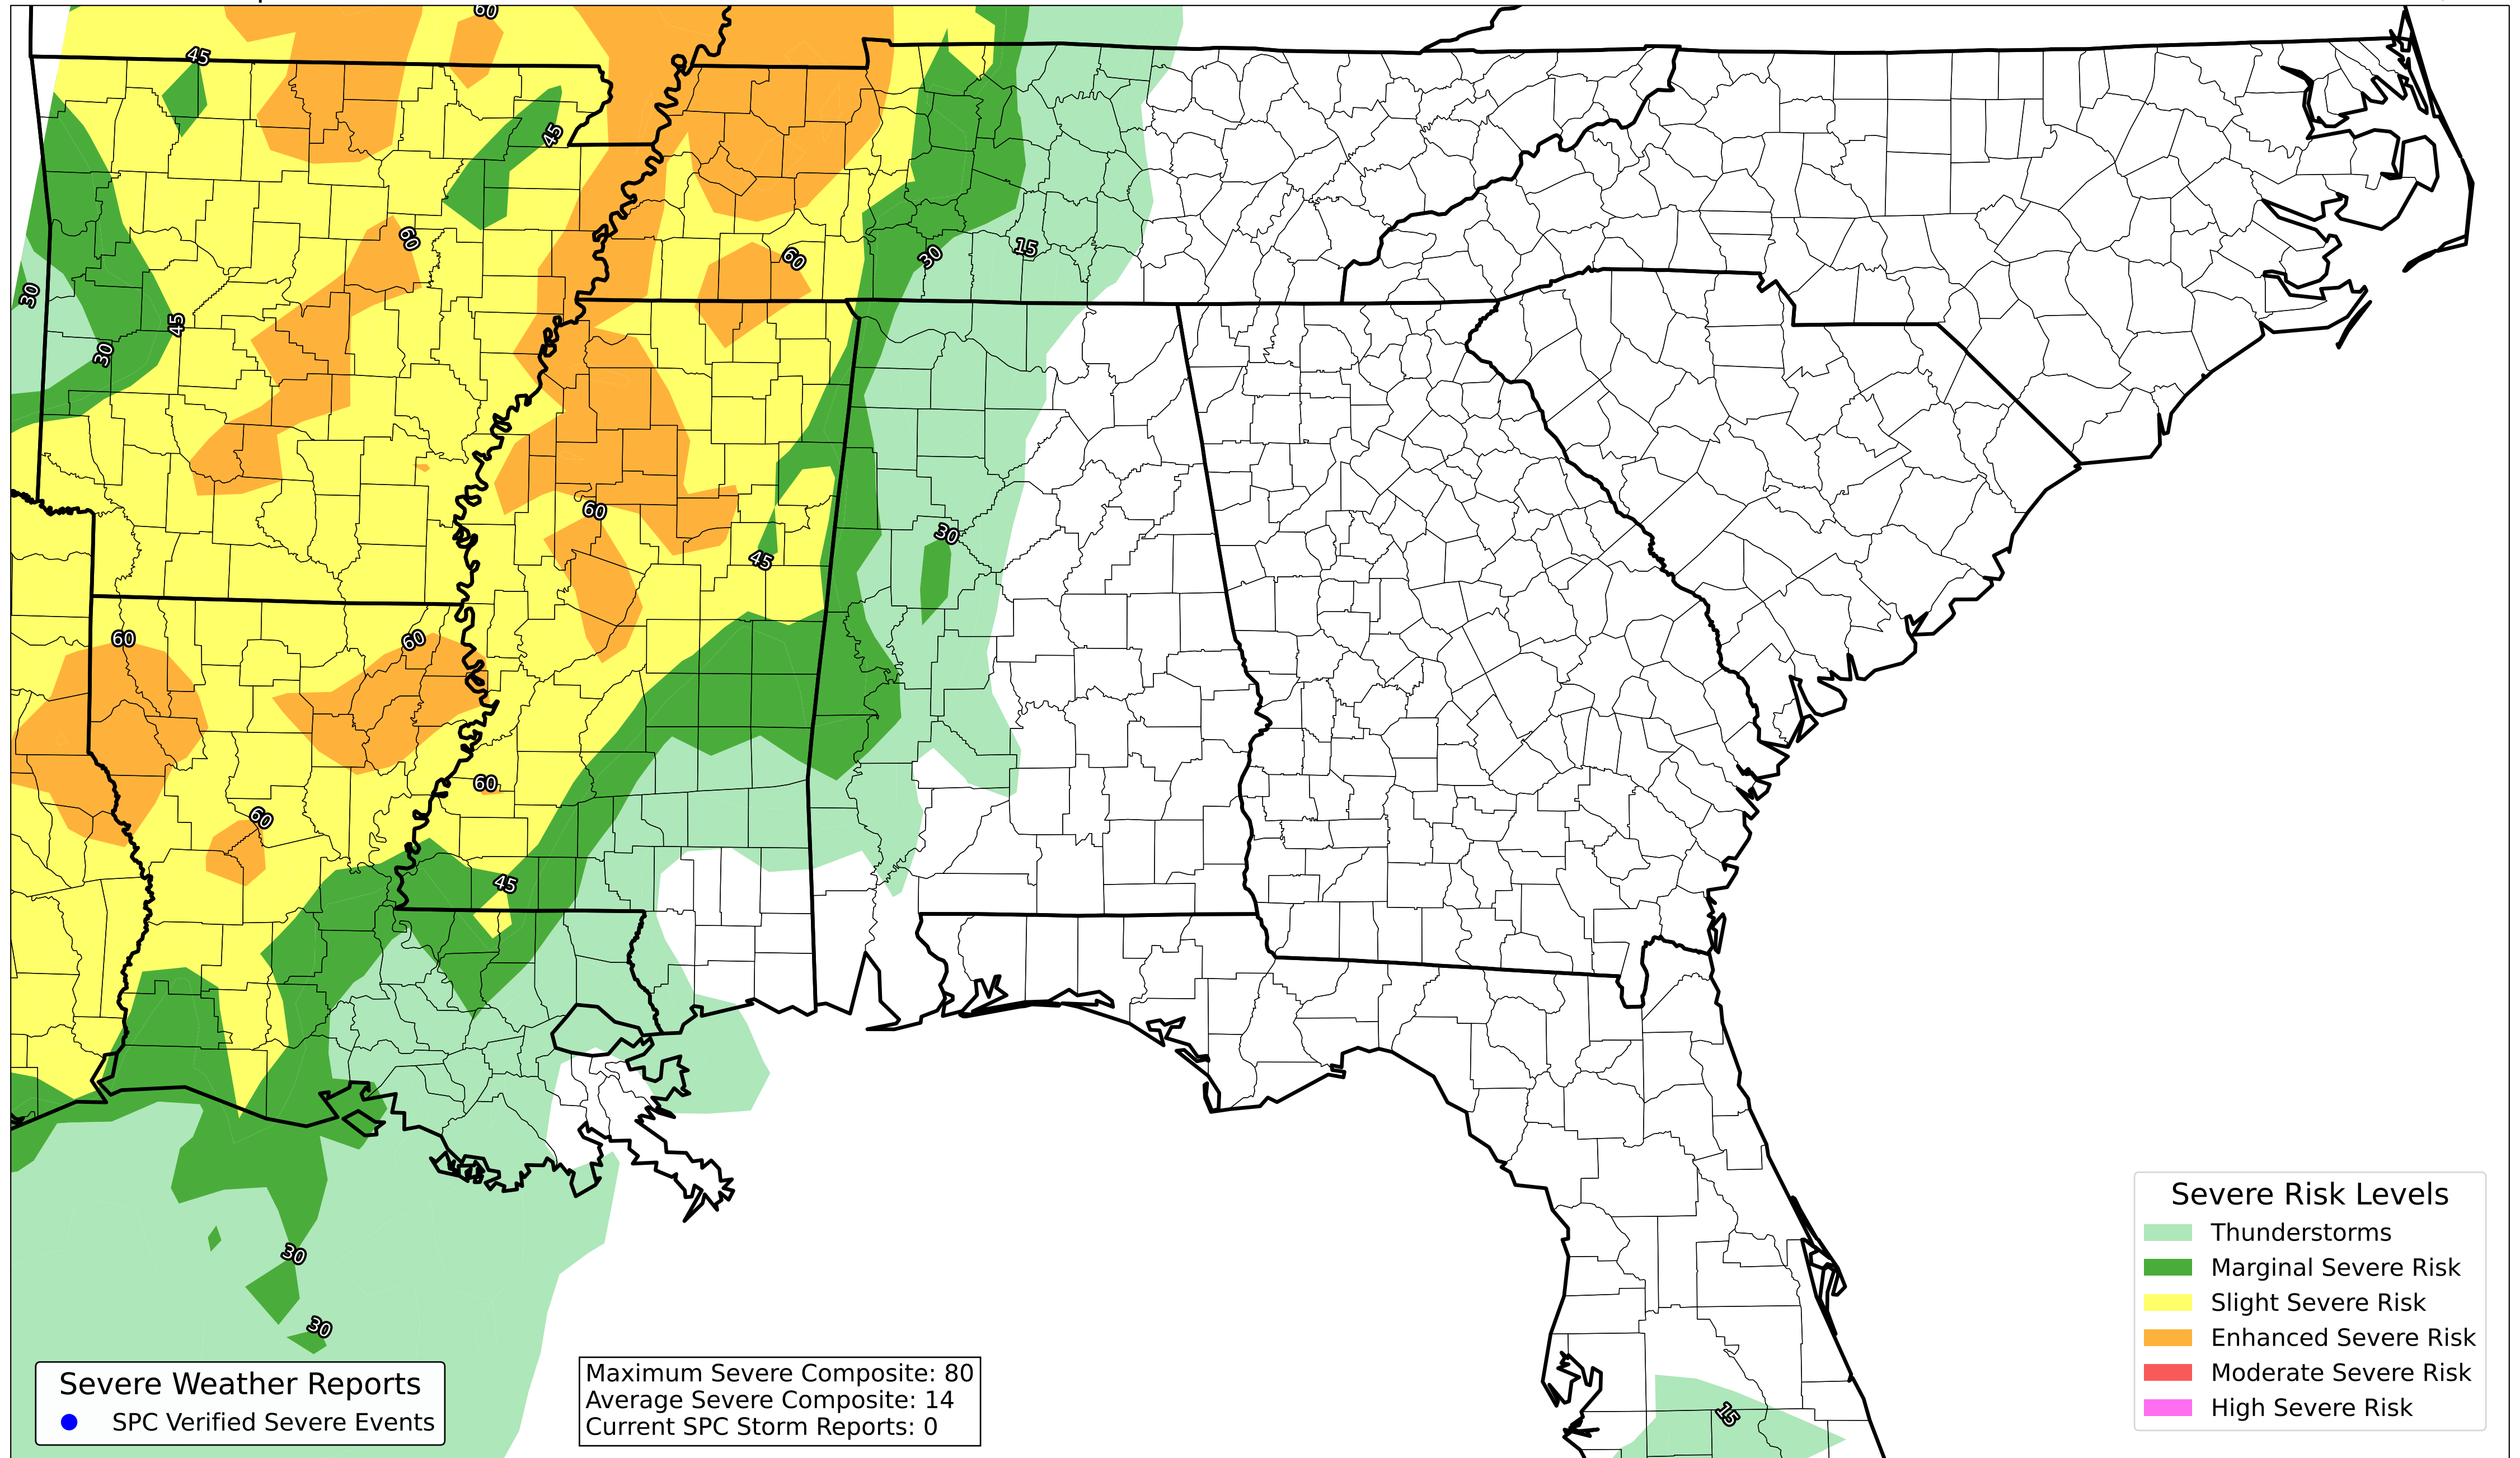 60
45
45
60
30
15
60
30
45
30
60
45
30
60
60
60
60
45
30
30
15
Severe Risk Levels
Thunderstorms
Marginal Severe Risk
Slight Severe Risk
Enhanced Severe Risk
Moderate Severe Risk
High Severe Risk
Severe Weather Reports
SPC Verified Severe Events
Maximum Severe Composite: 80
Average Severe Composite: 14
Current SPC Storm Reports: 0